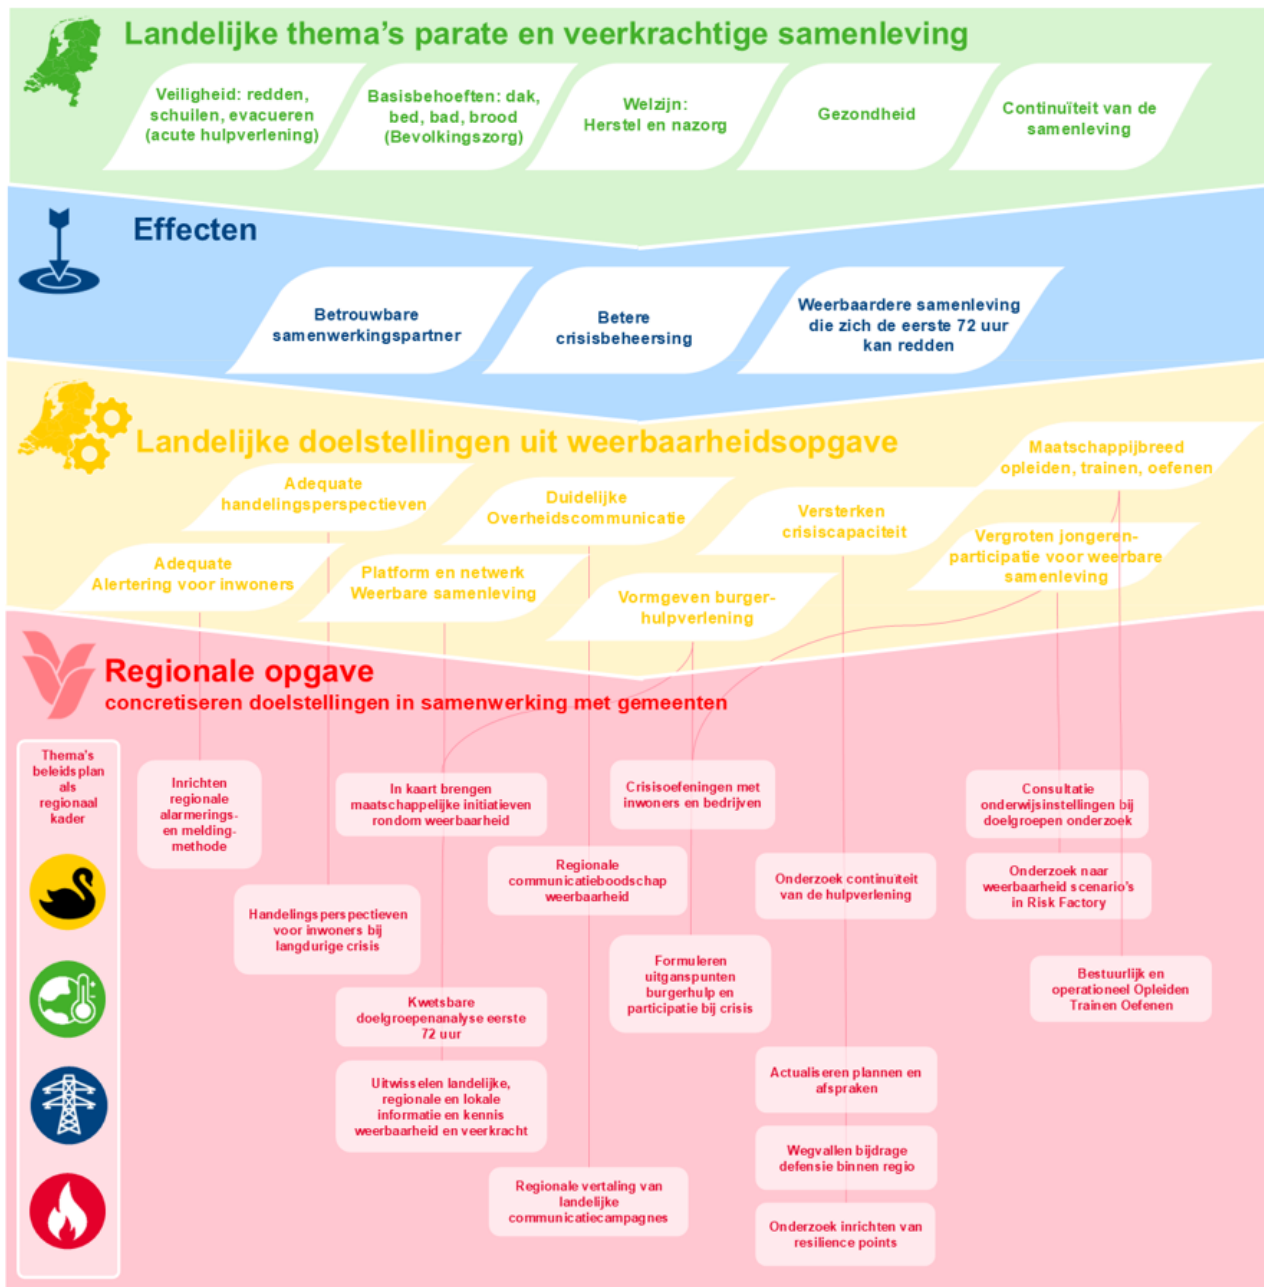 Landelijke thema's parate en veerkrachtige samenleving
Veiligheid: redden,
schuilen, evacueren
(acute hulpverlening)
Basisbehoeften: dak,
bed, bad, brood
(Bevolkingszorg)
Welzijn:
Herstel en nazorg
Gezondheid
Continuïteit van de
samenleving
Effecten
Betrouwbare
samenwerkingspartner
Betere
crisisbeheersing
Weerbaardere samenleving
die zich de eerste 72 uur
kan redden
Landelijke doelstellingen uit weerbaarheidsopgave
Maatschappijbreed
opleiden, trainen, oefenen
Adequate
handelingsperspectieven
Duidelijke
Overheidscommunicatie
Versterken
crisiscapaciteit
Adequate
Alertering voor inwoners
Platform en netwerk
Weerbare samenleving
Vormgeven burger-
hulpverlening
Vergroten jongeren-
participatie voor weerbare
samenleving
Regionale opgave
concretiseren doelstellingen in samenwerking met gemeenten
Thema's
beleidsplan
als
regionaal
kader
Inrichten
regionale
alarmerings-
en melding-
methode
In kaart brengen
maatschappelijke initiatieven
rondom weerbaarheid
Crisisoefeningen met
inwoners en bedrijven
Consultatie
onderwijsinstellingen bij
doelgroepen onderzoek
Regionale
communicatieboodschap
weerbaarheid
Onderzoek continuïteit
van de hulpverlening
Onderzoek naar
weerbaarheid scenario's
in Risk Factory
Handelingsperspectieven
voor inwoners bij
langdurige crisis
Formuleren
uitganspunten
burgerhulp en
participatie bij crisis
Bestuurlijk en
operationeel Opleiden
Trainen Oefenen
Kwetsbare
doelgroepenanalyse eerste
72 uur
Actualiseren plannen en
afspraken
Uitwisselen landelijke,
regionale en lokale
informatie en kennis
weerbaarheid en veerkracht
Wegvallen bijdrage
defensie binnen regio
Regionale vertaling van
landelijke
communicatiecampagnes
Onderzoek inrichten van
resilience points